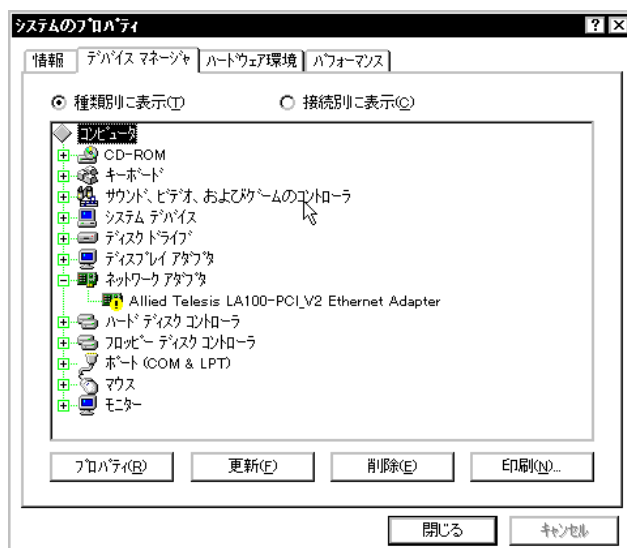 システムのプロパティ
情報 デバイス マネージャ ハードウェア環境 パフォーマンス
種類別に表示(T) 接続別に表示(C)
コンピュータ
CD-ROM
キーボード
サウンド、ビデオ、およびゲームのコントローラ
システム デバイス
ディスク ドライブ
ディスプレイ アダプタ
ネットワーク アダプタ
Allied Telesis LA100-PCI_V2 Ethernet Adapter
ハード ディスク コントローラ
フロッピー ディスク コントローラ
ポート (COM & LPT)
マウス
モニター
プロパティ(R) 更新(F) 削除(E) 印刷(N)...
閉じる キャンセル